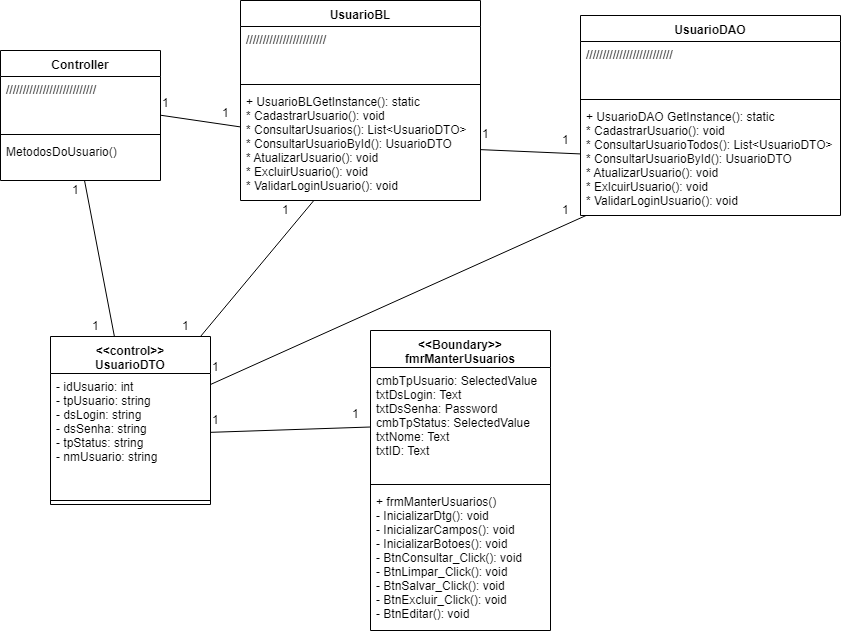 Controller
///////////////////////////
MetodosDoUsuario()
UsuarioBL
////////////////////////
+ UsuarioBLGetInstance(): static
* CadastrarUsuario(): void
* ConsultarUsuarios(): List<UsuarioDTO>
* ConsultarUsuarioById(): UsuarioDTO
* AtualizarUsuario(): void
* ExcluirUsuario(): void
* ValidarLoginUsuario(): void
UsuarioDAO
//////////////////////////
+ UsuarioDAO GetInstance(): static
* CadastrarUsuario(): void
* ConsultarUsuarioTodos(): List<UsuarioDTO>
* ConsultarUsuarioById(): UsuarioDTO
* AtualizarUsuario(): void
* ExlcuirUsuario(): void
* ValidarLoginUsuario(): void
1
1
1
1
1
1
1
1
1
1
1
1
<<control>>
UsuarioDTO
- idUsuario: int
- tpUsuario: string
- dsLogin: string
- dsSenha: string
- tpStatus: string
- nmUsuario: string
<<Boundary>>
fmrManterUsuarios
cmbTpUsuario: SelectedValue
txtDsLogin: Text
txtDsSenha: Password
cmbTpStatus: SelectedValue
txtNome: Text
txtID: Text
+ frmManterUsuarios()
- InicializarDtg(): void
- InicializarCampos(): void
- InicializarBotoes(): void
- BtnConsultar_Click(): void
- BtnLimpar_Click(): void
- BtnSalvar_Click(): void
- BtnExcluir_Click(): void
- BtnEditar(): void